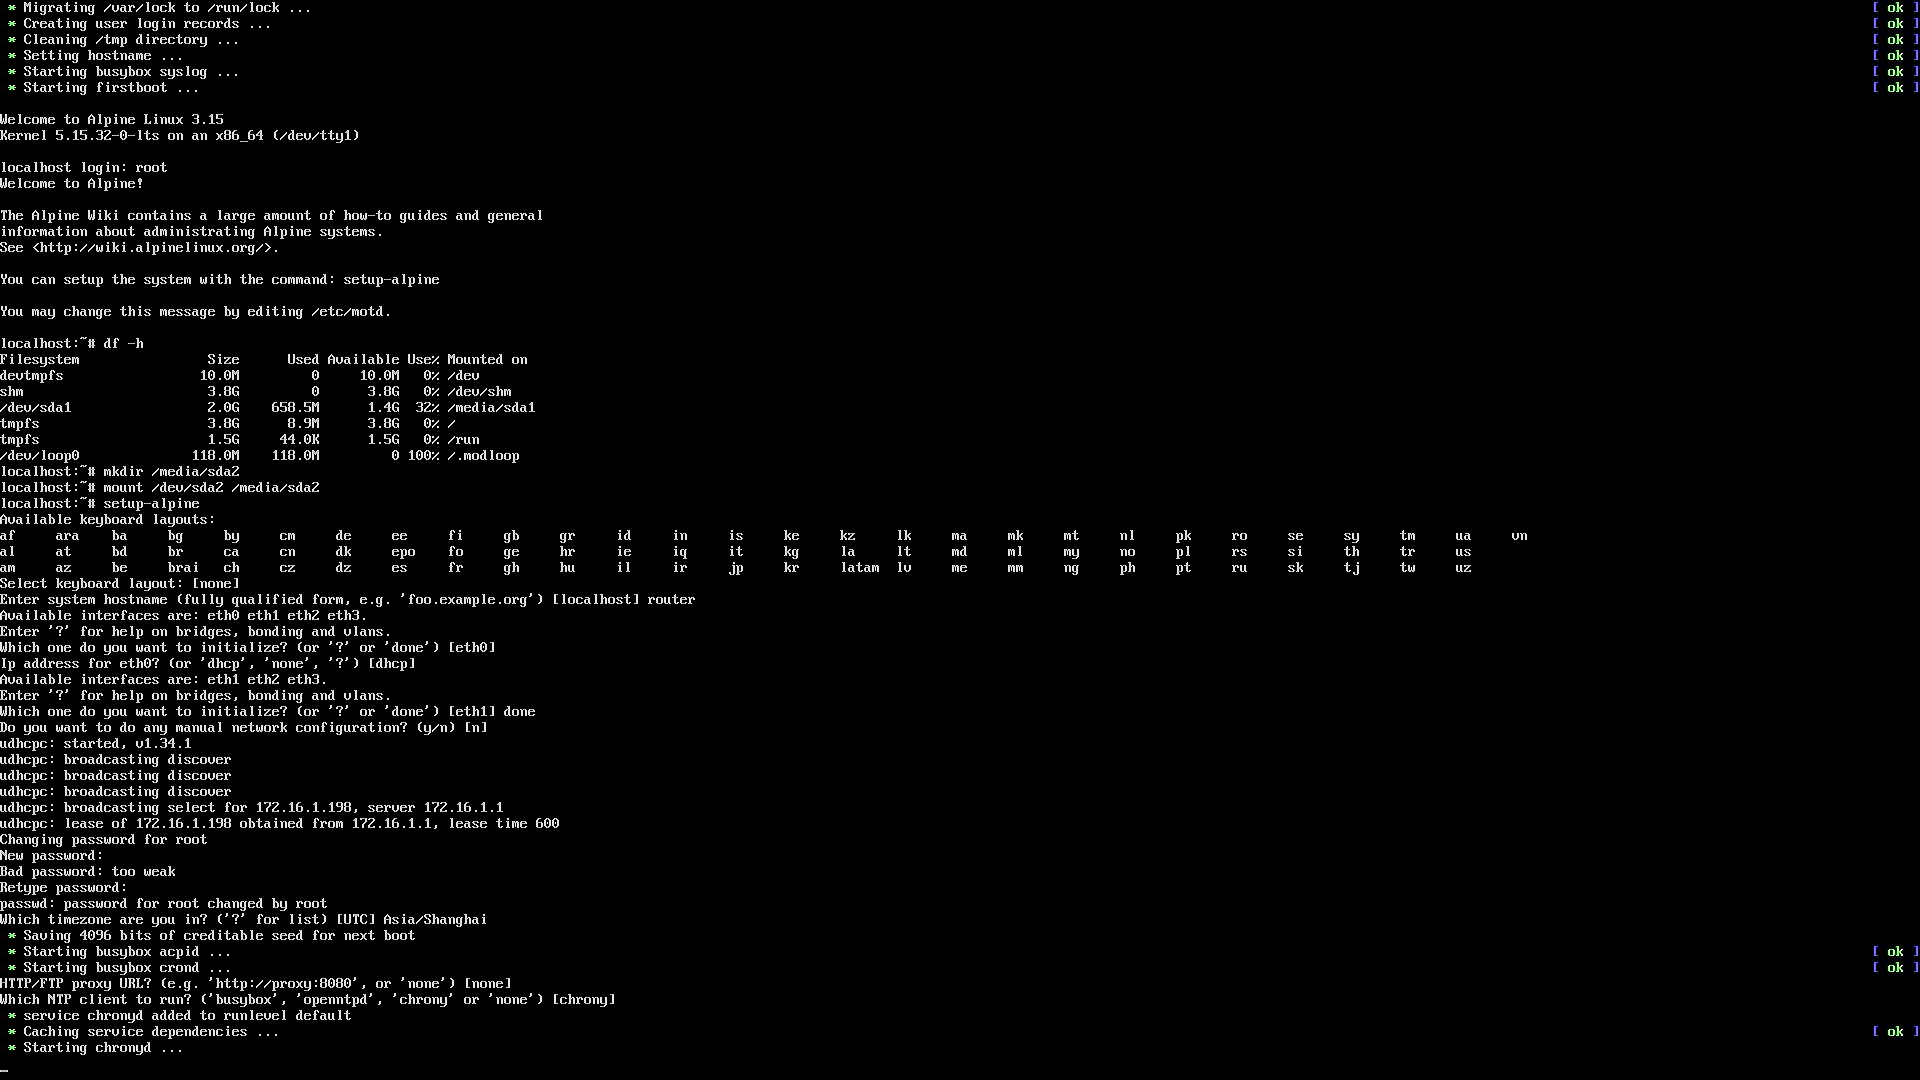 * Migrating /var/lock to /run/lock ... [ ok ]
* Creating user login records ... [ ok ]
* Cleaning /tmp directory ... [ ok ]
* Setting hostname ... [ ok ]
* Starting busybox syslog ... [ ok ]
* Starting firstboot ... [ ok ]
Welcome to Alpine Linux 3.15
Kernel 5.15.32-0-lts on an x86_64 (/dev/tty1)
localhost login: root
Welcome to Alpine!
The Alpine Wiki contains a large amount of how-to guides and general
information about administrating Alpine systems.
See <http://wiki.alpinelinux.org/>.
You can setup the system with the command: setup-alpine
You may change this message by editing /etc/motd.
localhost:~# df -h
Filesystem                Size      Used Available Use% Mounted on
devtmpfs                 10.0M         0     10.0M   0% /dev
shm                       3.8G         0      3.8G   0% /dev/shm
/dev/sda1                 2.0G    658.5M      1.4G  32% /media/sda1
tmpfs                     3.8G      8.9M      3.8G   0% /
tmpfs                     1.5G     44.0K      1.5G   0% /run
/dev/loop0              118.0M    118.0M         0 100% /.modloop
localhost:~# mkdir /media/sda2
localhost:~# mount /dev/sda2 /media/sda2
localhost:~# setup-alpine
Available keyboard layouts:
af     ara    ba     bg     by     cm     de     ee     fi     gb     gr     id     in     is     ke     kz     lk     ma     mk     mt     nl     pk     ro     se     sy     tm     ua     vn
al     at     bd     br     ca     cn     dk     epo    fo     ge     hr     ie     iq     it     kg     la     lt     md     ml     my     no     pl     rs     si     th     tr     us
am     az     be     brai   ch     cz     dz     es     fr     gh     hu     il     ir     jp     kr     latam  lv     me     mm     ng     ph     pt     ru     sk     tj     tw     uz
Select keyboard layout: [none]
Enter system hostname (fully qualified form, e.g. 'foo.example.org') [localhost] router
Available interfaces are: eth0 eth1 eth2 eth3.
Enter '?' for help on bridges, bonding and vlans.
Which one do you want to initialize? (or '?' or 'done') [eth0]
Ip address for eth0? (or 'dhcp', 'none', '?') [dhcp]
Available interfaces are: eth1 eth2 eth3.
Enter '?' for help on bridges, bonding and vlans.
Which one do you want to initialize? (or '?' or 'done') [eth1] done
Do you want to do any manual network configuration? (y/n) [n]
udhcpc: started, v1.34.1
udhcpc: broadcasting discover
udhcpc: broadcasting discover
udhcpc: broadcasting discover
udhcpc: broadcasting select for 172.16.1.198, server 172.16.1.1
udhcpc: lease of 172.16.1.198 obtained from 172.16.1.1, lease time 600
Changing password for root
New password:
Bad password: too weak
Retype password:
passwd: password for root changed by root
Which timezone are you in? ('?' for list) [UTC] Asia/Shanghai
* Saving 4096 bits of creditable seed for next boot
* Starting busybox acpid ... [ ok ]
* Starting busybox crond ... [ ok ]
HTTP/FTP proxy URL? (e.g. 'http://proxy:8080', or 'none') [none]
Which NTP client to run? ('busybox', 'openntpd', 'chrony' or 'none') [chrony]
* service chronyd added to runlevel default
* Caching service dependencies ... [ ok ]
* Starting chronyd ...
_